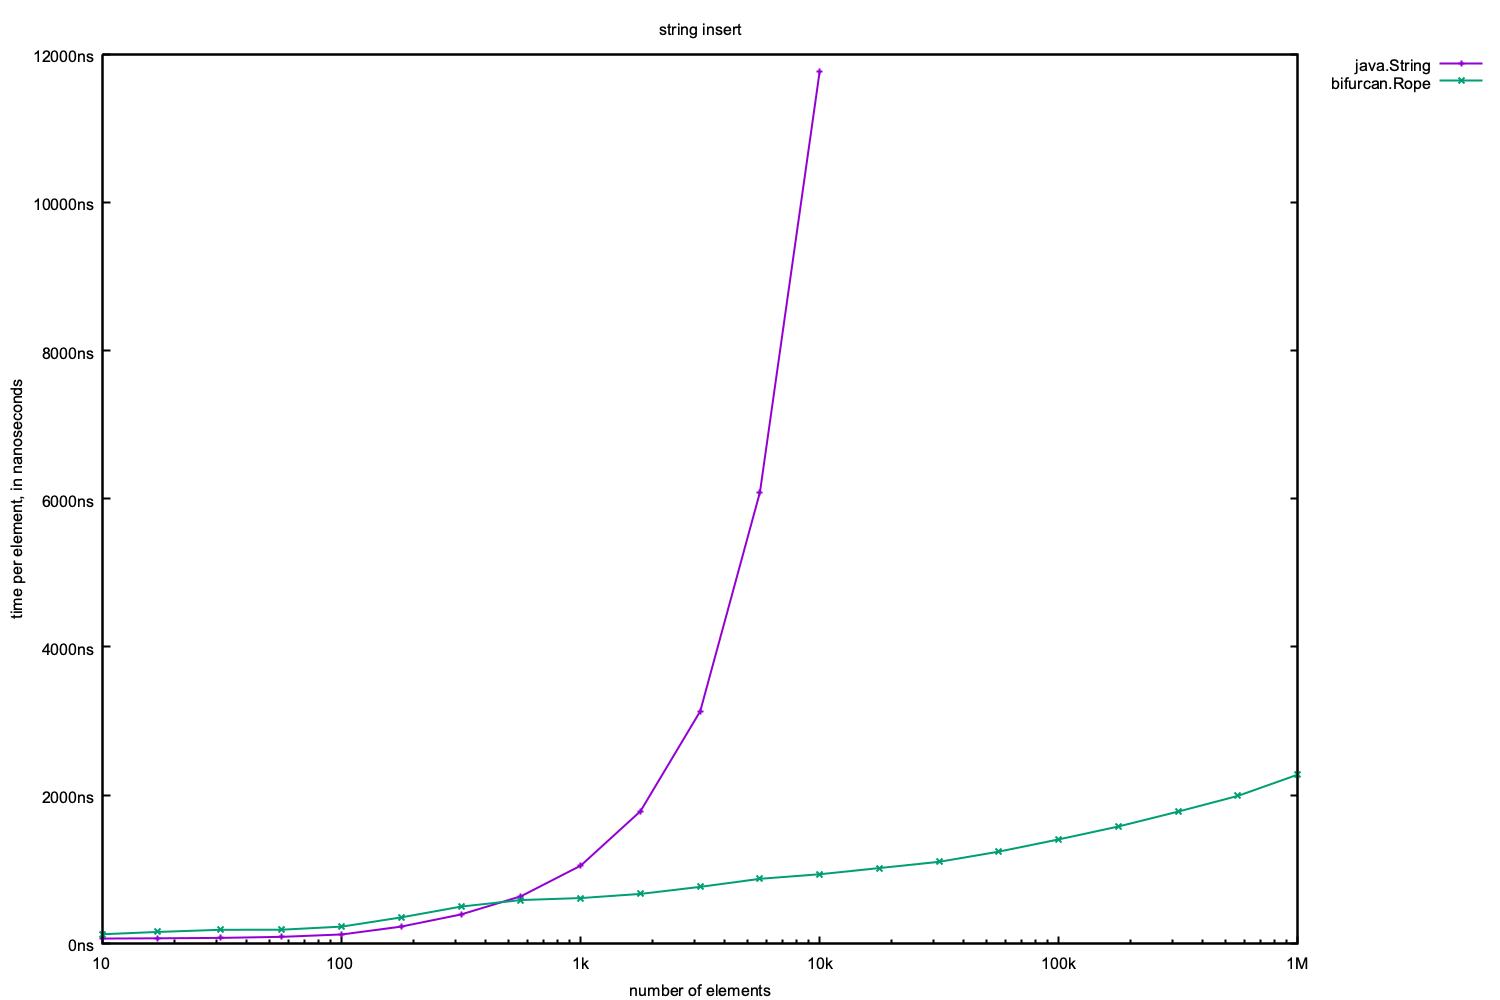 string insert
java.String
bifurcan.Rope
12000ns
10000ns
8000ns
6000ns
4000ns
2000ns
0ns
time per element, in nanoseconds
10 100 1k 10k 100k 1M
number of elements